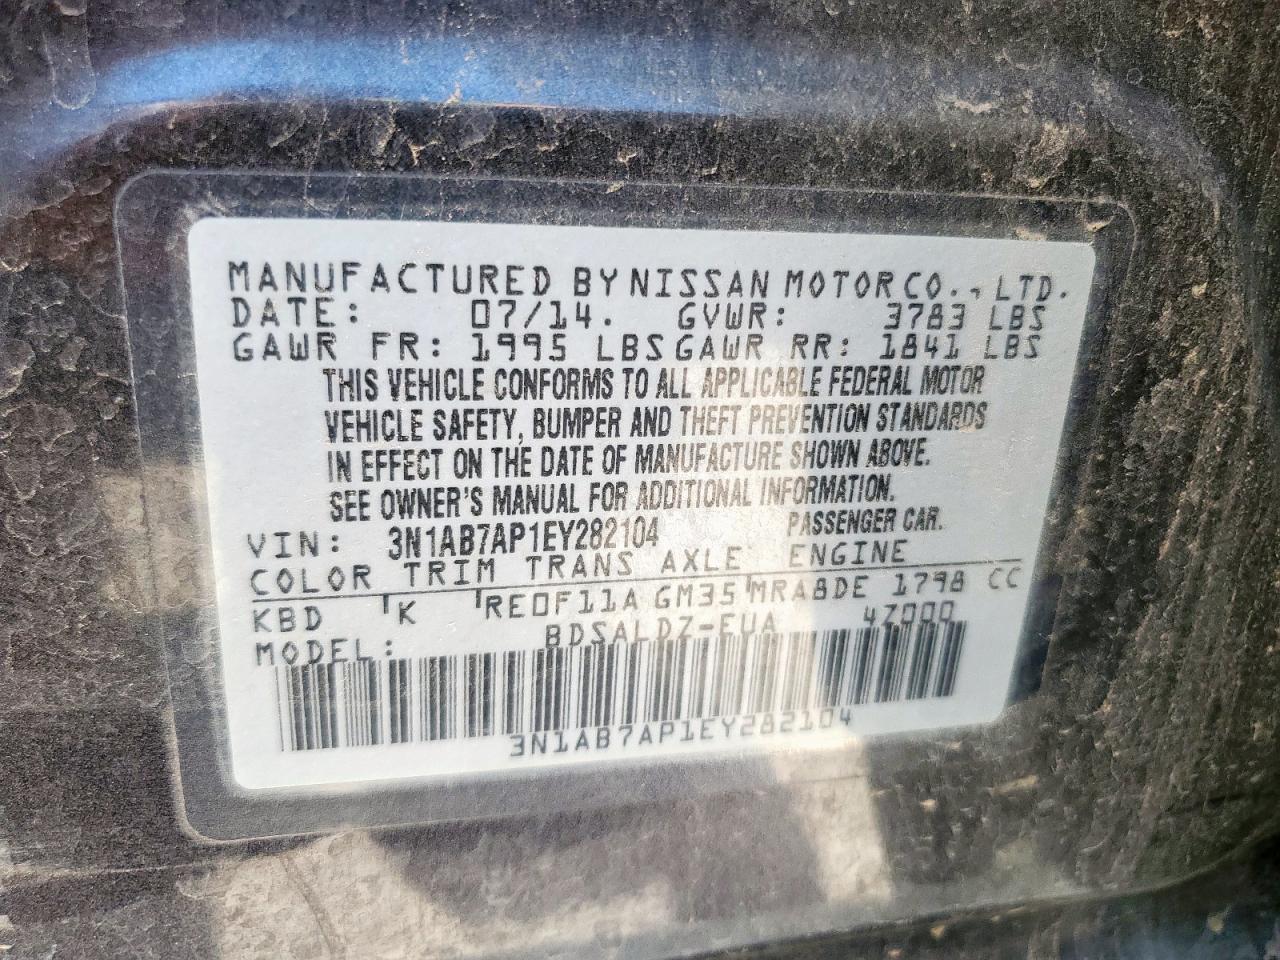 MANUFACTURED BY NISSAN MOTOR CO., LTD.
DATE: 07/14. GVWR: 3783 LBS
GAWR FR: 1995 LBS GAWR RR: 1841 LBS
THIS VEHICLE CONFORMS TO ALL APPLICABLE FEDERAL MOTOR
VEHICLE SAFETY, BUMPER AND THEFT PREVENTION STANDARDS
IN EFFECT ON THE DATE OF MANUFACTURE SHOWN ABOVE.
SEE OWNER'S MANUAL FOR ADDITIONAL INFORMATION.
VIN: 3N1AB7AP1EY282104 PASSENGER CAR.
COLOR TRIM TRANS AXLE ENGINE
KBD K RE0F11A GM35 MRA8DE 1798 CC
MODEL: BDSALDZ-EUA 4Z000
3N1AB7AP1EY282104